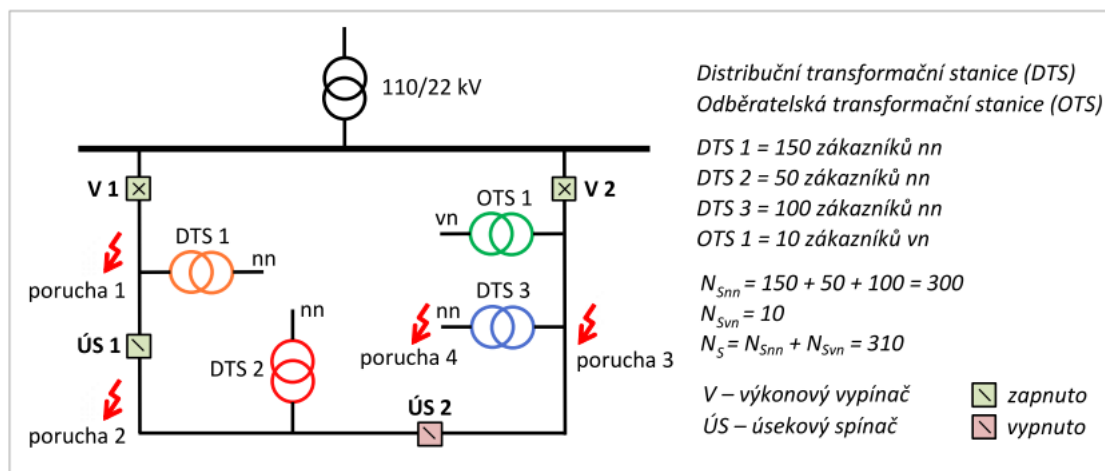 110/22 kV
V 1
V 2
OTS 1
vn
DTS 1
nn
porucha 1
DTS 3
nn
porucha 4
porucha 3
nn
ÚS 1
DTS 2
porucha 2
ÚS 2
Distribuční transformační stanice (DTS)
Odběratelská transformační stanice (OTS)
DTS 1 = 150 zákazníků nn
DTS 2 = 50 zákazníků nn
DTS 3 = 100 zákazníků nn
OTS 1 = 10 zákazníků vn
N_Snn = 150 + 50 + 100 = 300
N_Svn = 10
N_S = N_Snn + N_Svn = 310
V – výkonový vypínač
zapnuto
ÚS – úsekový spínač
vypnuto